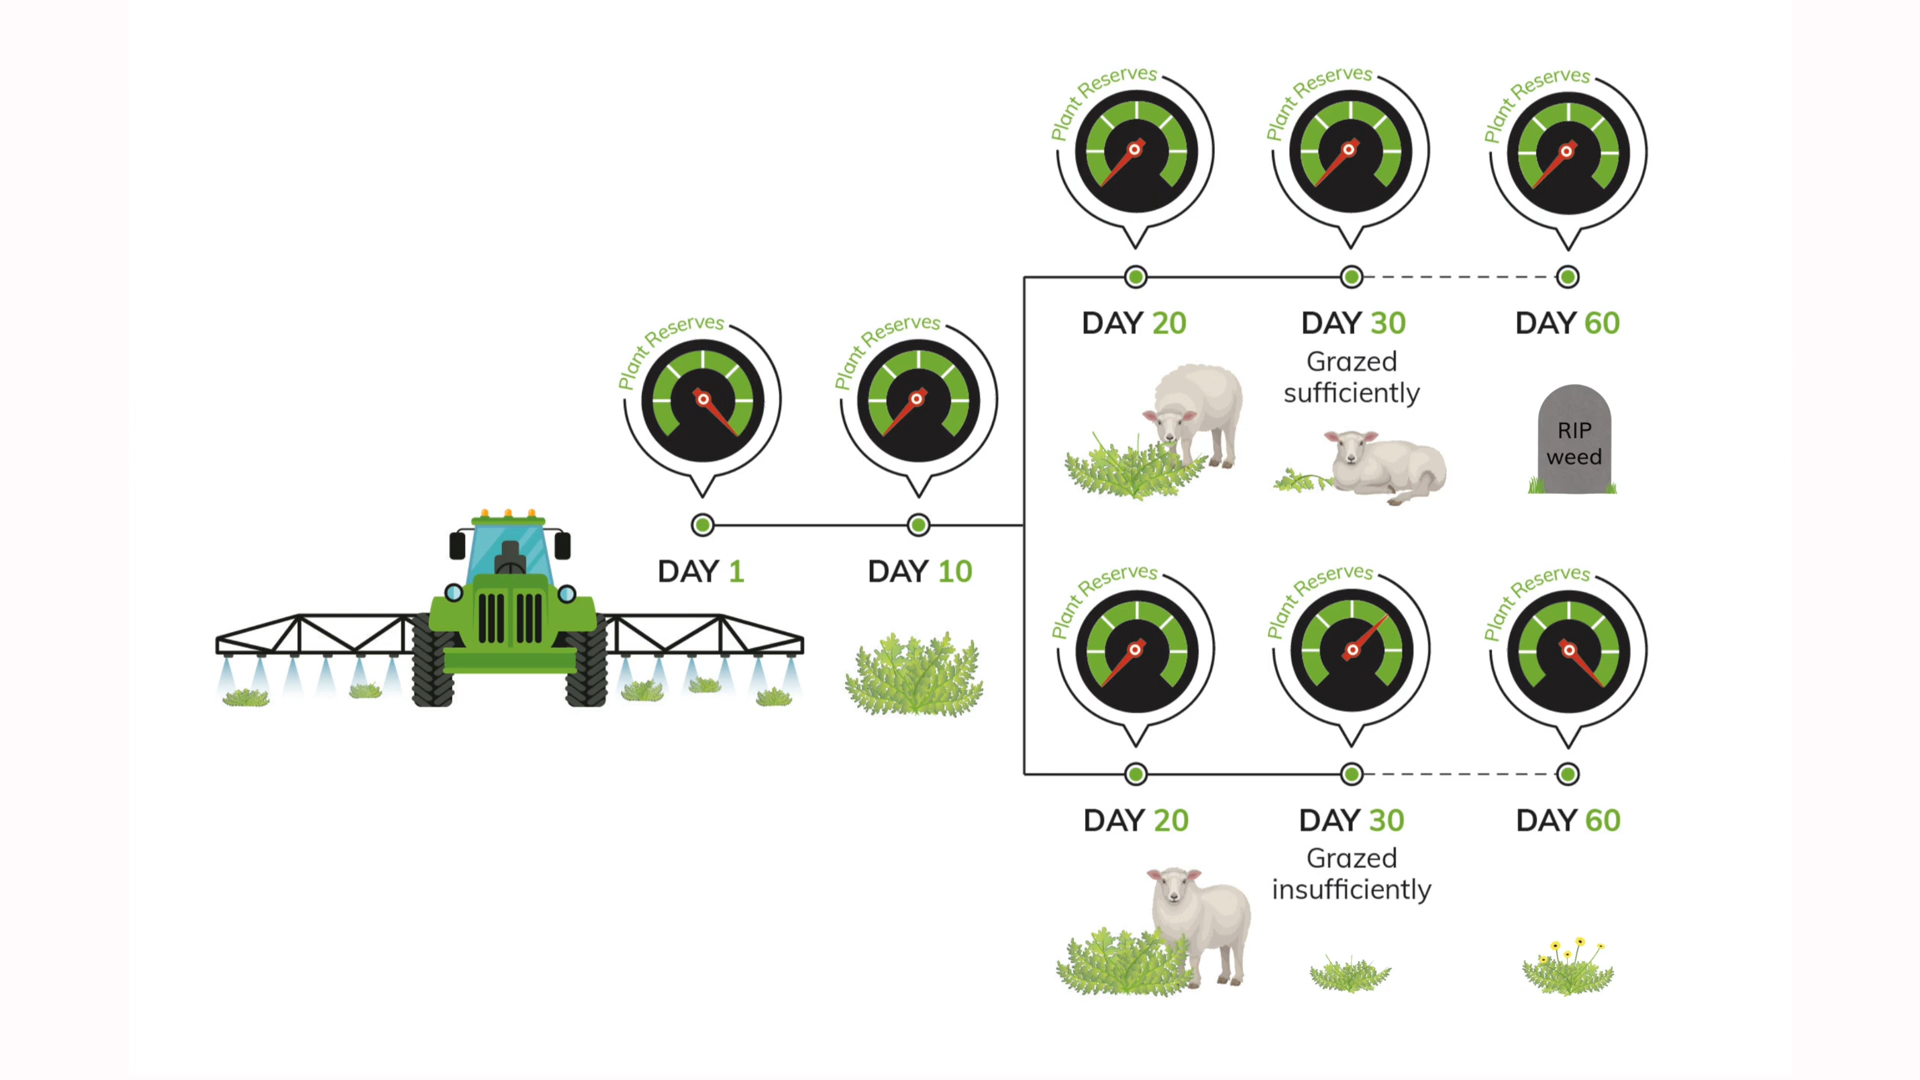 Plant Reserves
DAY 1
Plant Reserves
DAY 10
Plant Reserves
DAY 20
Plant Reserves
DAY 30
Grazed
sufficiently
Plant Reserves
DAY 60
RIP
weed
Plant Reserves
DAY 20
Plant Reserves
DAY 30
Grazed
insufficiently
Plant Reserves
DAY 60